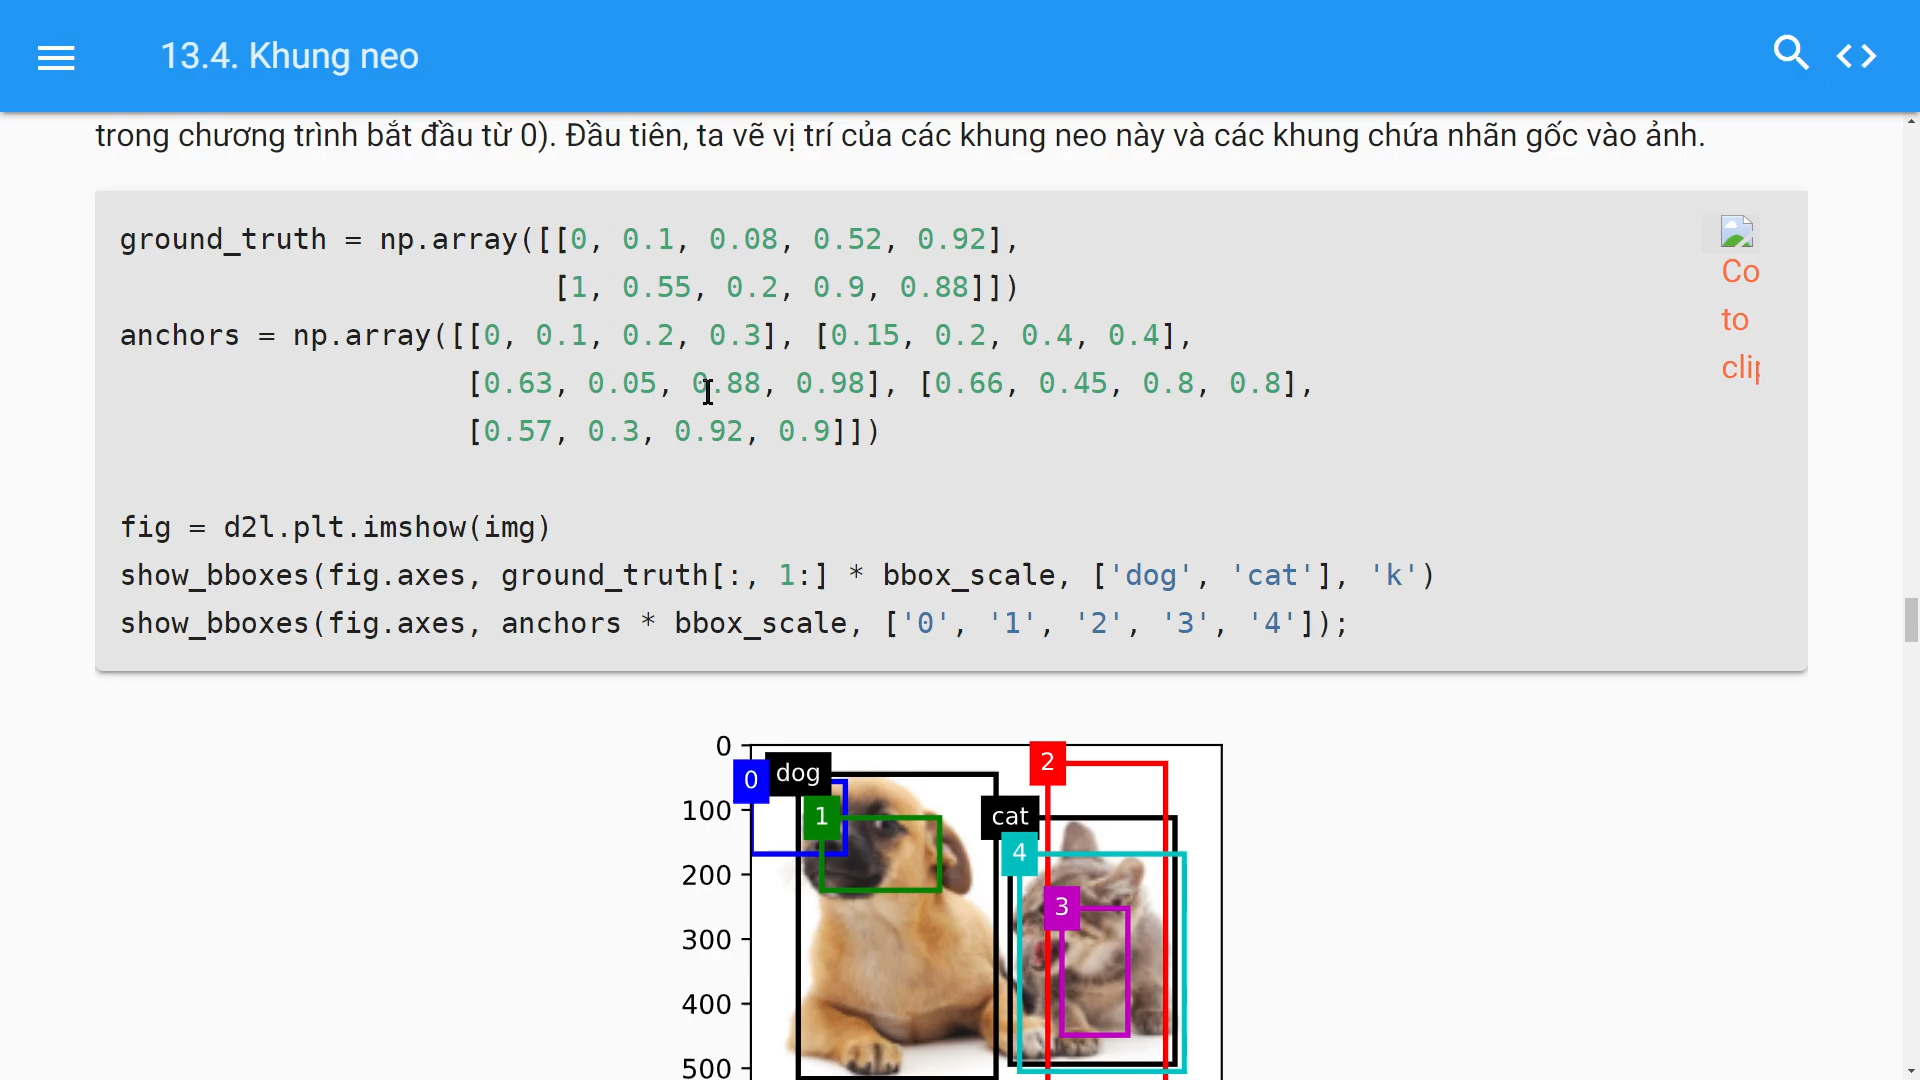 13.4. Khung neo
trong chương trình bắt đầu từ 0). Đầu tiên, ta vẽ vị trí của các khung neo này và các khung chứa nhãn gốc vào ảnh.
ground_truth = np.array([[0, 0.1, 0.08, 0.52, 0.92],
[1, 0.55, 0.2, 0.9, 0.88]])
anchors = np.array([[0, 0.1, 0.2, 0.3], [0.15, 0.2, 0.4, 0.4],
[0.63, 0.05, 0.88, 0.98], [0.66, 0.45, 0.8, 0.8],
[0.57, 0.3, 0.92, 0.9]])
fig = d2l.plt.imshow(img)
show_bboxes(fig.axes, ground_truth[:, 1:] * bbox_scale, ['dog', 'cat'], 'k')
show_bboxes(fig.axes, anchors * bbox_scale, ['0', '1', '2', '3', '4']);
Co
to
clip
0
2
0
dog
100
1
cat
4
200
3
300
400
500